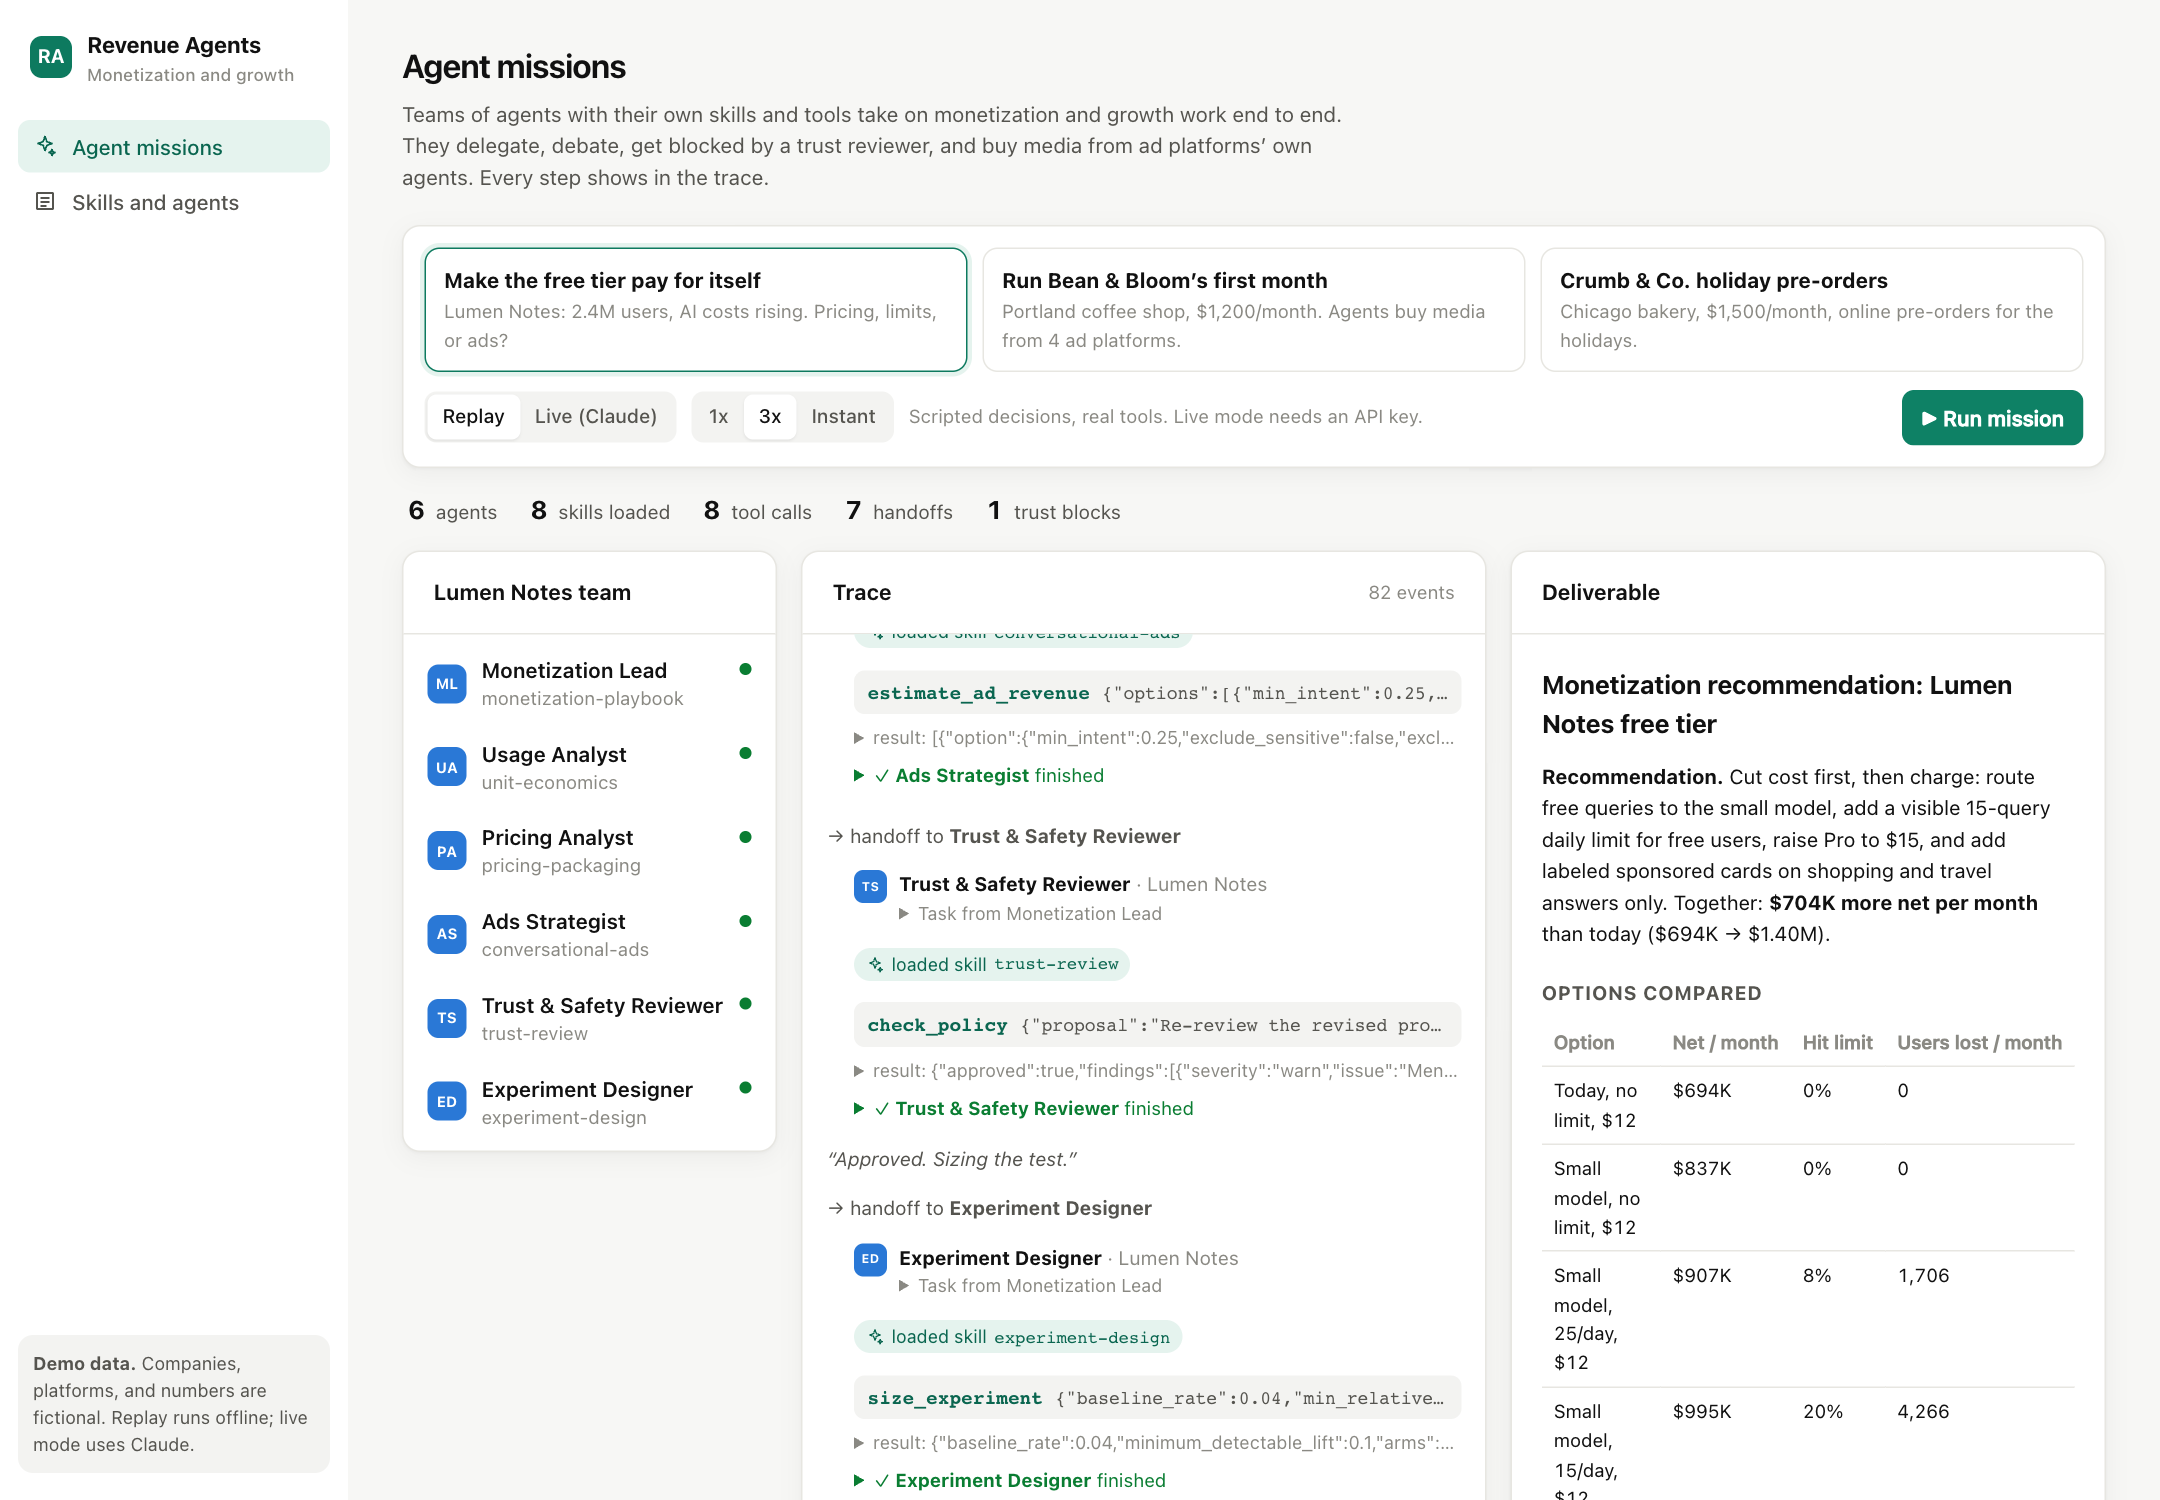 RA
Revenue Agents
Monetization and growth
Agent missions
Skills and agents
Demo data. Companies,
platforms, and numbers are
fictional. Replay runs offline; live
mode uses Claude.
Agent missions
Teams of agents with their own skills and tools take on monetization and growth work end to end.
They delegate, debate, get blocked by a trust reviewer, and buy media from ad platforms’ own
agents. Every step shows in the trace.
Make the free tier pay for itself
Lumen Notes: 2.4M users, AI costs rising. Pricing, limits,
or ads?
Run Bean & Bloom’s first month
Portland coffee shop, $1,200/month. Agents buy media
from 4 ad platforms.
Crumb & Co. holiday pre-orders
Chicago bakery, $1,500/month, online pre-orders for the
holidays.
Replay Live (Claude) 1x 3x Instant Scripted decisions, real tools. Live mode needs an API key.
Run mission
6 agents 8 skills loaded 8 tool calls 7 handoffs 1 trust blocks
Lumen Notes team
ML
Monetization Lead
monetization-playbook
UA
Usage Analyst
unit-economics
PA
Pricing Analyst
pricing-packaging
AS
Ads Strategist
conversational-ads
TS
Trust & Safety Reviewer
trust-review
ED
Experiment Designer
experiment-design
Trace 82 events
loaded skill conversational-ads
estimate_ad_revenue {"options":[{"min_intent":0.25,…
result: [{"option":{"min_intent":0.25,"exclude_sensitive":false,"excl…
✓ Ads Strategist finished
→ handoff to Trust & Safety Reviewer
TS
Trust & Safety Reviewer · Lumen Notes
Task from Monetization Lead
loaded skill trust-review
check_policy {"proposal":"Re-review the revised pro…
result: {"approved":true,"findings":[{"severity":"warn","issue":"Men…
✓ Trust & Safety Reviewer finished
“Approved. Sizing the test.”
→ handoff to Experiment Designer
ED
Experiment Designer · Lumen Notes
Task from Monetization Lead
loaded skill experiment-design
size_experiment {"baseline_rate":0.04,"min_relative…
result: {"baseline_rate":0.04,"minimum_detectable_lift":0.1,"arms":…
✓ Experiment Designer finished
Deliverable
Monetization recommendation: Lumen
Notes free tier
Recommendation. Cut cost first, then charge: route
free queries to the small model, add a visible 15-query
daily limit for free users, raise Pro to $15, and add
labeled sponsored cards on shopping and travel
answers only. Together: $704K more net per month
than today ($694K → $1.40M).
OPTIONS COMPARED
Option Net / month Hit limit Users lost / month
Today, no $694K 0% 0
limit, $12
Small $837K 0% 0
model, no
limit, $12
Small $907K 8% 1,706
model,
25/day,
$12
Small $995K 20% 4,266
model,
15/day,
$12